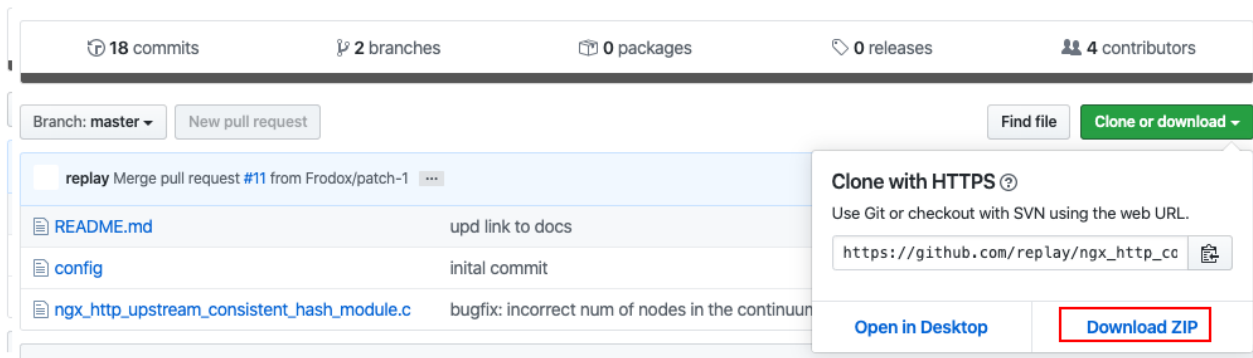 18 commits 2 branches 0 packages 0 releases 4 contributors
Branch: master New pull request Find file Clone or download
replay Merge pull request #11 from Frodox/patch-1 ...
Clone with HTTPS
Use Git or checkout with SVN using the web URL.
README.md upd link to docs
https://github.com/replay/ngx_http_co
config inital commit
ngx_http_upstream_consistent_hash_module.c bugfix: incorrect num of nodes in the continuum
Open in Desktop Download ZIP